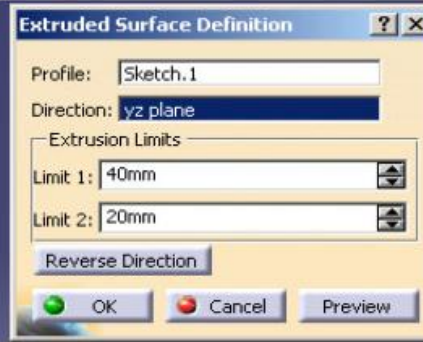 Extruded Surface Definition ? X
Profile: Sketch.1
Direction: yz plane
Extrusion Limits
Limit 1: 40mm
Limit 2: 20mm
Reverse Direction
OK Cancel Preview